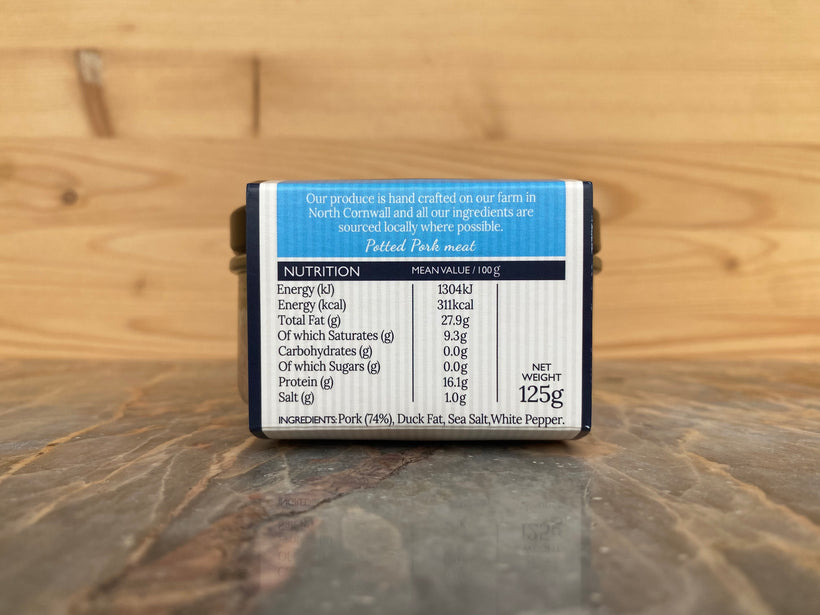 Our produce is hand crafted on our farm in
North Cornwall and all our ingredients are
sourced locally where possible.
Potted Pork meat
NUTRITION MEAN VALUE / 100g
Energy (kJ) 1304kJ
Energy (kcal) 311kcal
Total Fat (g) 27.9g
Of which Saturates (g) 9.3g
Carbohydrates (g) 0.0g
Of which Sugars (g) 0.0g
Protein (g) 16.1g
Salt (g) 1.0g
NET
WEIGHT
125g
INGREDIENTS: Pork (74%), Duck Fat, Sea Salt,White Pepper.